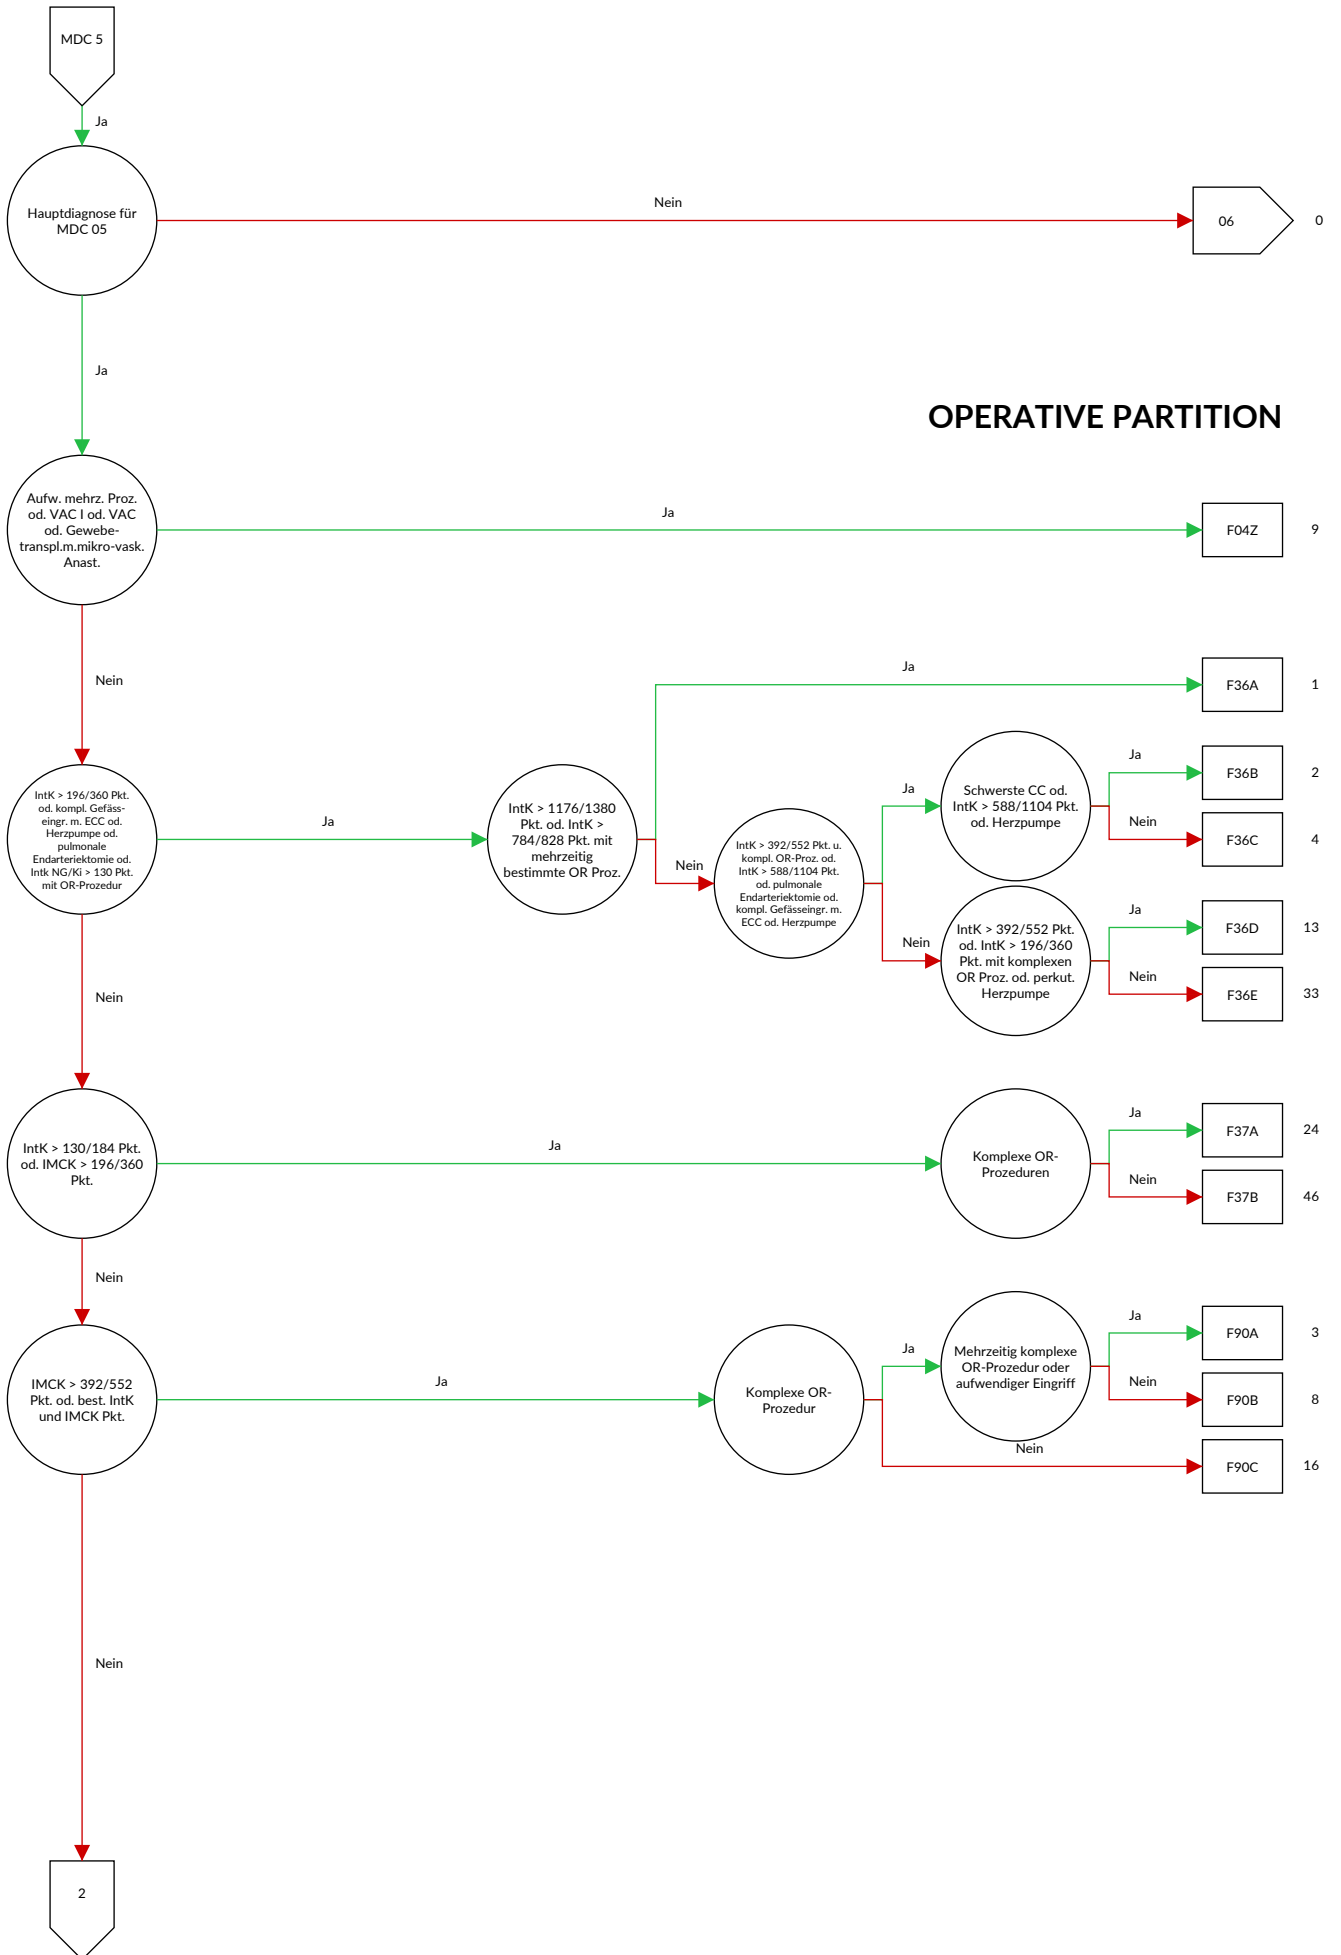 MDC 5
Ja
Hauptdiagnose für
MDC 05
Nein
06
0
Ja
OPERATIVE PARTITION
Aufw. mehrz. Proz.
od. VAC I od. VAC
od. Gewebe-
transpl.m.mikro-vask.
Anast.
Ja
F04Z
9
Nein
IntK > 196/360 Pkt.
od. kompl. Gefäss-
eingr. m. ECC od.
Herzpumpe od.
pulmonale
Endarteriektomie od.
Intk NG/Ki > 130 Pkt.
mit OR-Prozedur
Ja
IntK > 1176/1380
Pkt. od. IntK >
784/828 Pkt. mit
mehrzeitig
bestimmte OR Proz.
Ja
F36A
1
Nein
IntK > 392/552 Pkt. u.
kompl. OR-Proz. od.
IntK > 588/1104 Pkt.
od. pulmonale
Endarteriektomie od.
kompl. Gefässeingr. m.
ECC od. Herzpumpe
Ja
Schwerste CC od.
IntK > 588/1104 Pkt.
od. Herzpumpe
Ja
F36B
2
Nein
F36C
4
Nein
IntK > 392/552 Pkt.
od. IntK > 196/360
Pkt. mit komplexen
OR Proz. od. perkut.
Herzpumpe
Ja
F36D
13
Nein
F36E
33
Nein
IntK > 130/184 Pkt.
od. IMCK > 196/360
Pkt.
Ja
Komplexe OR-
Prozeduren
Ja
F37A
24
Nein
F37B
46
Nein
IMCK > 392/552
Pkt. od. best. IntK
und IMCK Pkt.
Ja
Komplexe OR-
Prozedur
Ja
Mehrzeitig komplexe
OR-Prozedur oder
aufwendiger Eingriff
Ja
F90A
3
Nein
F90B
8
Nein
F90C
16
Nein
2